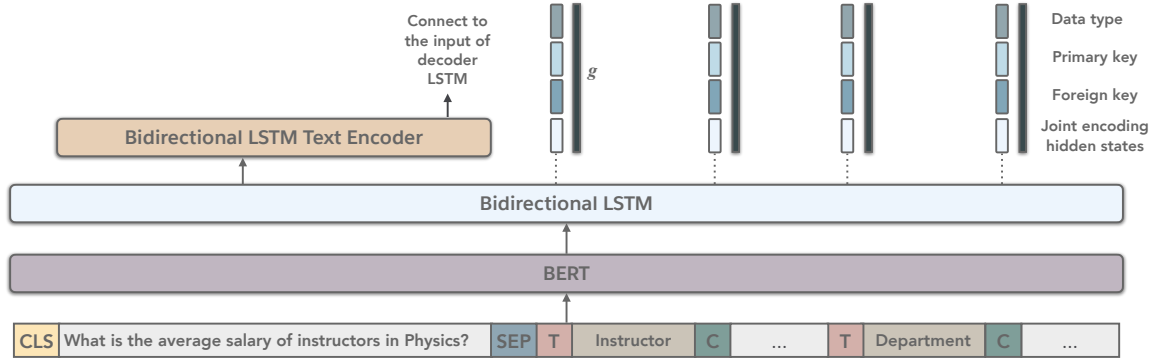 Connect to
the input of
decoder
LSTM
g
Data type
Primary key
Foreign key
Joint encoding
hidden states
Bidirectional LSTM Text Encoder
Bidirectional LSTM
BERT
CLS What is the average salary of instructors in Physics? SEP T Instructor C ... T Department C ...